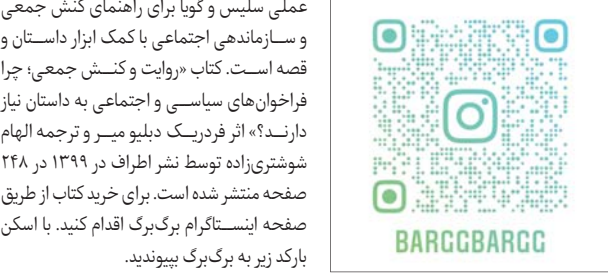 عملی سلیس و گویا برای راهنمای کنش جمعی
و سازماندهی اجتماعی با کمک ابزار داستان و
قصه است. کتاب «روایت و کنش جمعی؛ چرا
فراخوان‌های سیاسی و اجتماعی به داستان نیاز
دارند؟» اثر فردریک دبلیو میر و ترجمه الهام
شوشتری‌زاده توسط نشر اطراف در ۱۳۹۹ در ۲۴۸
صفحه منتشر شده است. برای خرید کتاب از طریق
صفحه اینستاگرام برگ‌برگ اقدام کنید. با اسکن
بارکد زیر به برگ‌برگ بپیوندید.
BARGGBARGG